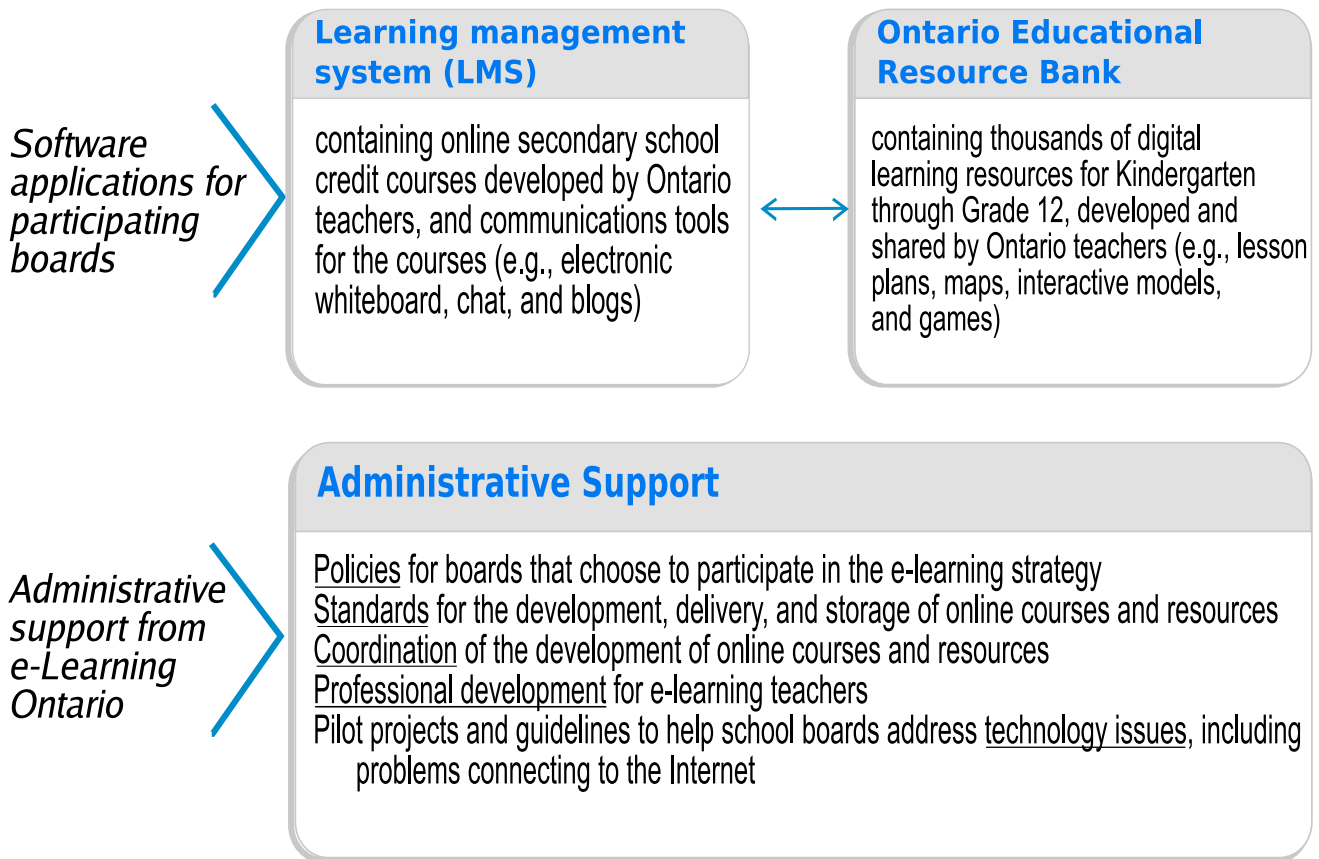 Software
applications for
participating
boards
Learning management
system (LMS)
containing online secondary school
credit courses developed by Ontario
teachers, and communications tools
for the courses (e.g., electronic
whiteboard, chat, and blogs)
Ontario Educational
Resource Bank
containing thousands of digital
learning resources for Kindergarten
through Grade 12, developed and
shared by Ontario teachers (e.g., lesson
plans, maps, interactive models,
and games)
Administrative
support from
e-Learning
Ontario
Administrative Support
Policies for boards that choose to participate in the e-learning strategy
Standards for the development, delivery, and storage of online courses and resources
Coordination of the development of online courses and resources
Professional development for e-learning teachers
Pilot projects and guidelines to help school boards address technology issues, including
problems connecting to the Internet